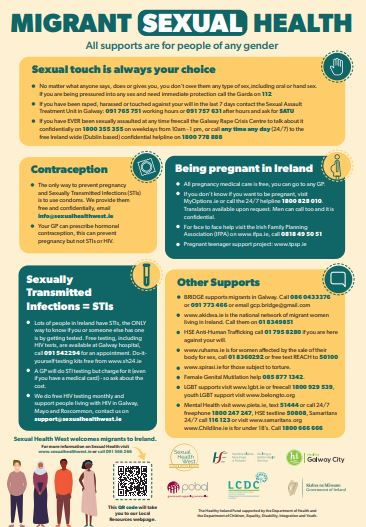 MIGRANT SEXUAL HEALTH
All supports are for people of any gender
Sexual touch is always your choice
No matter what anyone says, does or gives you, you don't owe them any type of sex, including oral or hand sex.
If you are being pressured into any sex and need immediate protection call the Gardaí on 112
If you have been raped, harassed or touched against your will in the last 7 days contact the Sexual Assault
Treatment Unit in Galway: 091 765 751 working hours or 091 757 631 after hours and ask for SATU
If you have EVER been sexually assaulted at any time freecall the Galway Rape Crisis Centre to talk about it
confidentially on 1800 355 355 on weekdays from 10am - 1 pm, or call any time any day (24/7) to the
free Ireland wide (Dublin based) confidential helpline on 1800 778 888
Contraception
The only way to prevent pregnancy
and Sexually Transmitted Infections (STIs)
is to use condoms. We provide them
free and confidentially, email
info@sexualhealthwest.ie
Your GP can prescribe hormonal
contraception, this can prevent
pregnancy but not STIs or HIV.
Being pregnant in Ireland
All pregnancy medical care is free, you can go to any GP.
If you don't know if you want to be pregnant, visit
MyOptions.ie or call the 24/7 helpline 1800 828 010.
Translators available upon request. Men can call too and it is
confidential.
For face to face help visit the Irish Family Planning
Association (IFPA) on www.ifpa.ie, call 0818 49 50 51
Pregnant teenager support project: www.tpsp.ie
Sexually
Transmitted
Infections = STIs
Lots of people in Ireland have STIs, the ONLY
way to know if you or someone else has one
is by getting tested. Free testing, including
HIV tests, are available at Galway hospital,
call 091 542294 for an appointment. Do-it-
yourself testing kits free from www.sh24.ie
A GP will do STI testing but charge for it (even
if you have a medical card) - so ask about the
cost.
We do free HIV testing monthly and
support people living with HIV in Galway,
Mayo and Roscommon, contact us on
support@sexualhealthwest.ie
Other Supports
BRIDGE supports migrants in Galway. Call 086 0433376
or 091 773 466 or email gcp.bridge@gmail.com
www.akidwa.ie is the national network of migrant women
living in Ireland. Call them on 01 8349851
HSE Anti-Human Trafficking call 01 795 8280 if you are here
against your will.
www.ruhama.ie is for women affected by the sale of their
body for sex, call 01 8360292 or free text REACH to 50100
www.spirasi.ie for those subject to torture.
Female Genital Mutilation help 085 877 1342.
LGBT supports visit www.lgbt.ie or freecall 1800 929 539,
youth LGBT support visit www.belongto.org
Mental Health visit www.pieta.ie, text 51444 or call 24/7
freephone 1800 247 247, HSE textline 50808, Samaritans
24/7 call 116 123 or visit www.samaritans.org
www.Childline.ie is for under 18's. Call 1800 666 666
Sexual Health West welcomes migrants to Ireland.
For more information on Sexual Health visit
www.sexualhealthwest.ie or call 091 566 266
This QR code will take
you to our Local
Resources webpage.
Galway City
pobal
LCDC
Rialtas na hÉireann
Government of Ireland
The Healthy Ireland Fund supported by the Department of Health and
the Department of Children, Equality, Disability, Integration and Youth.